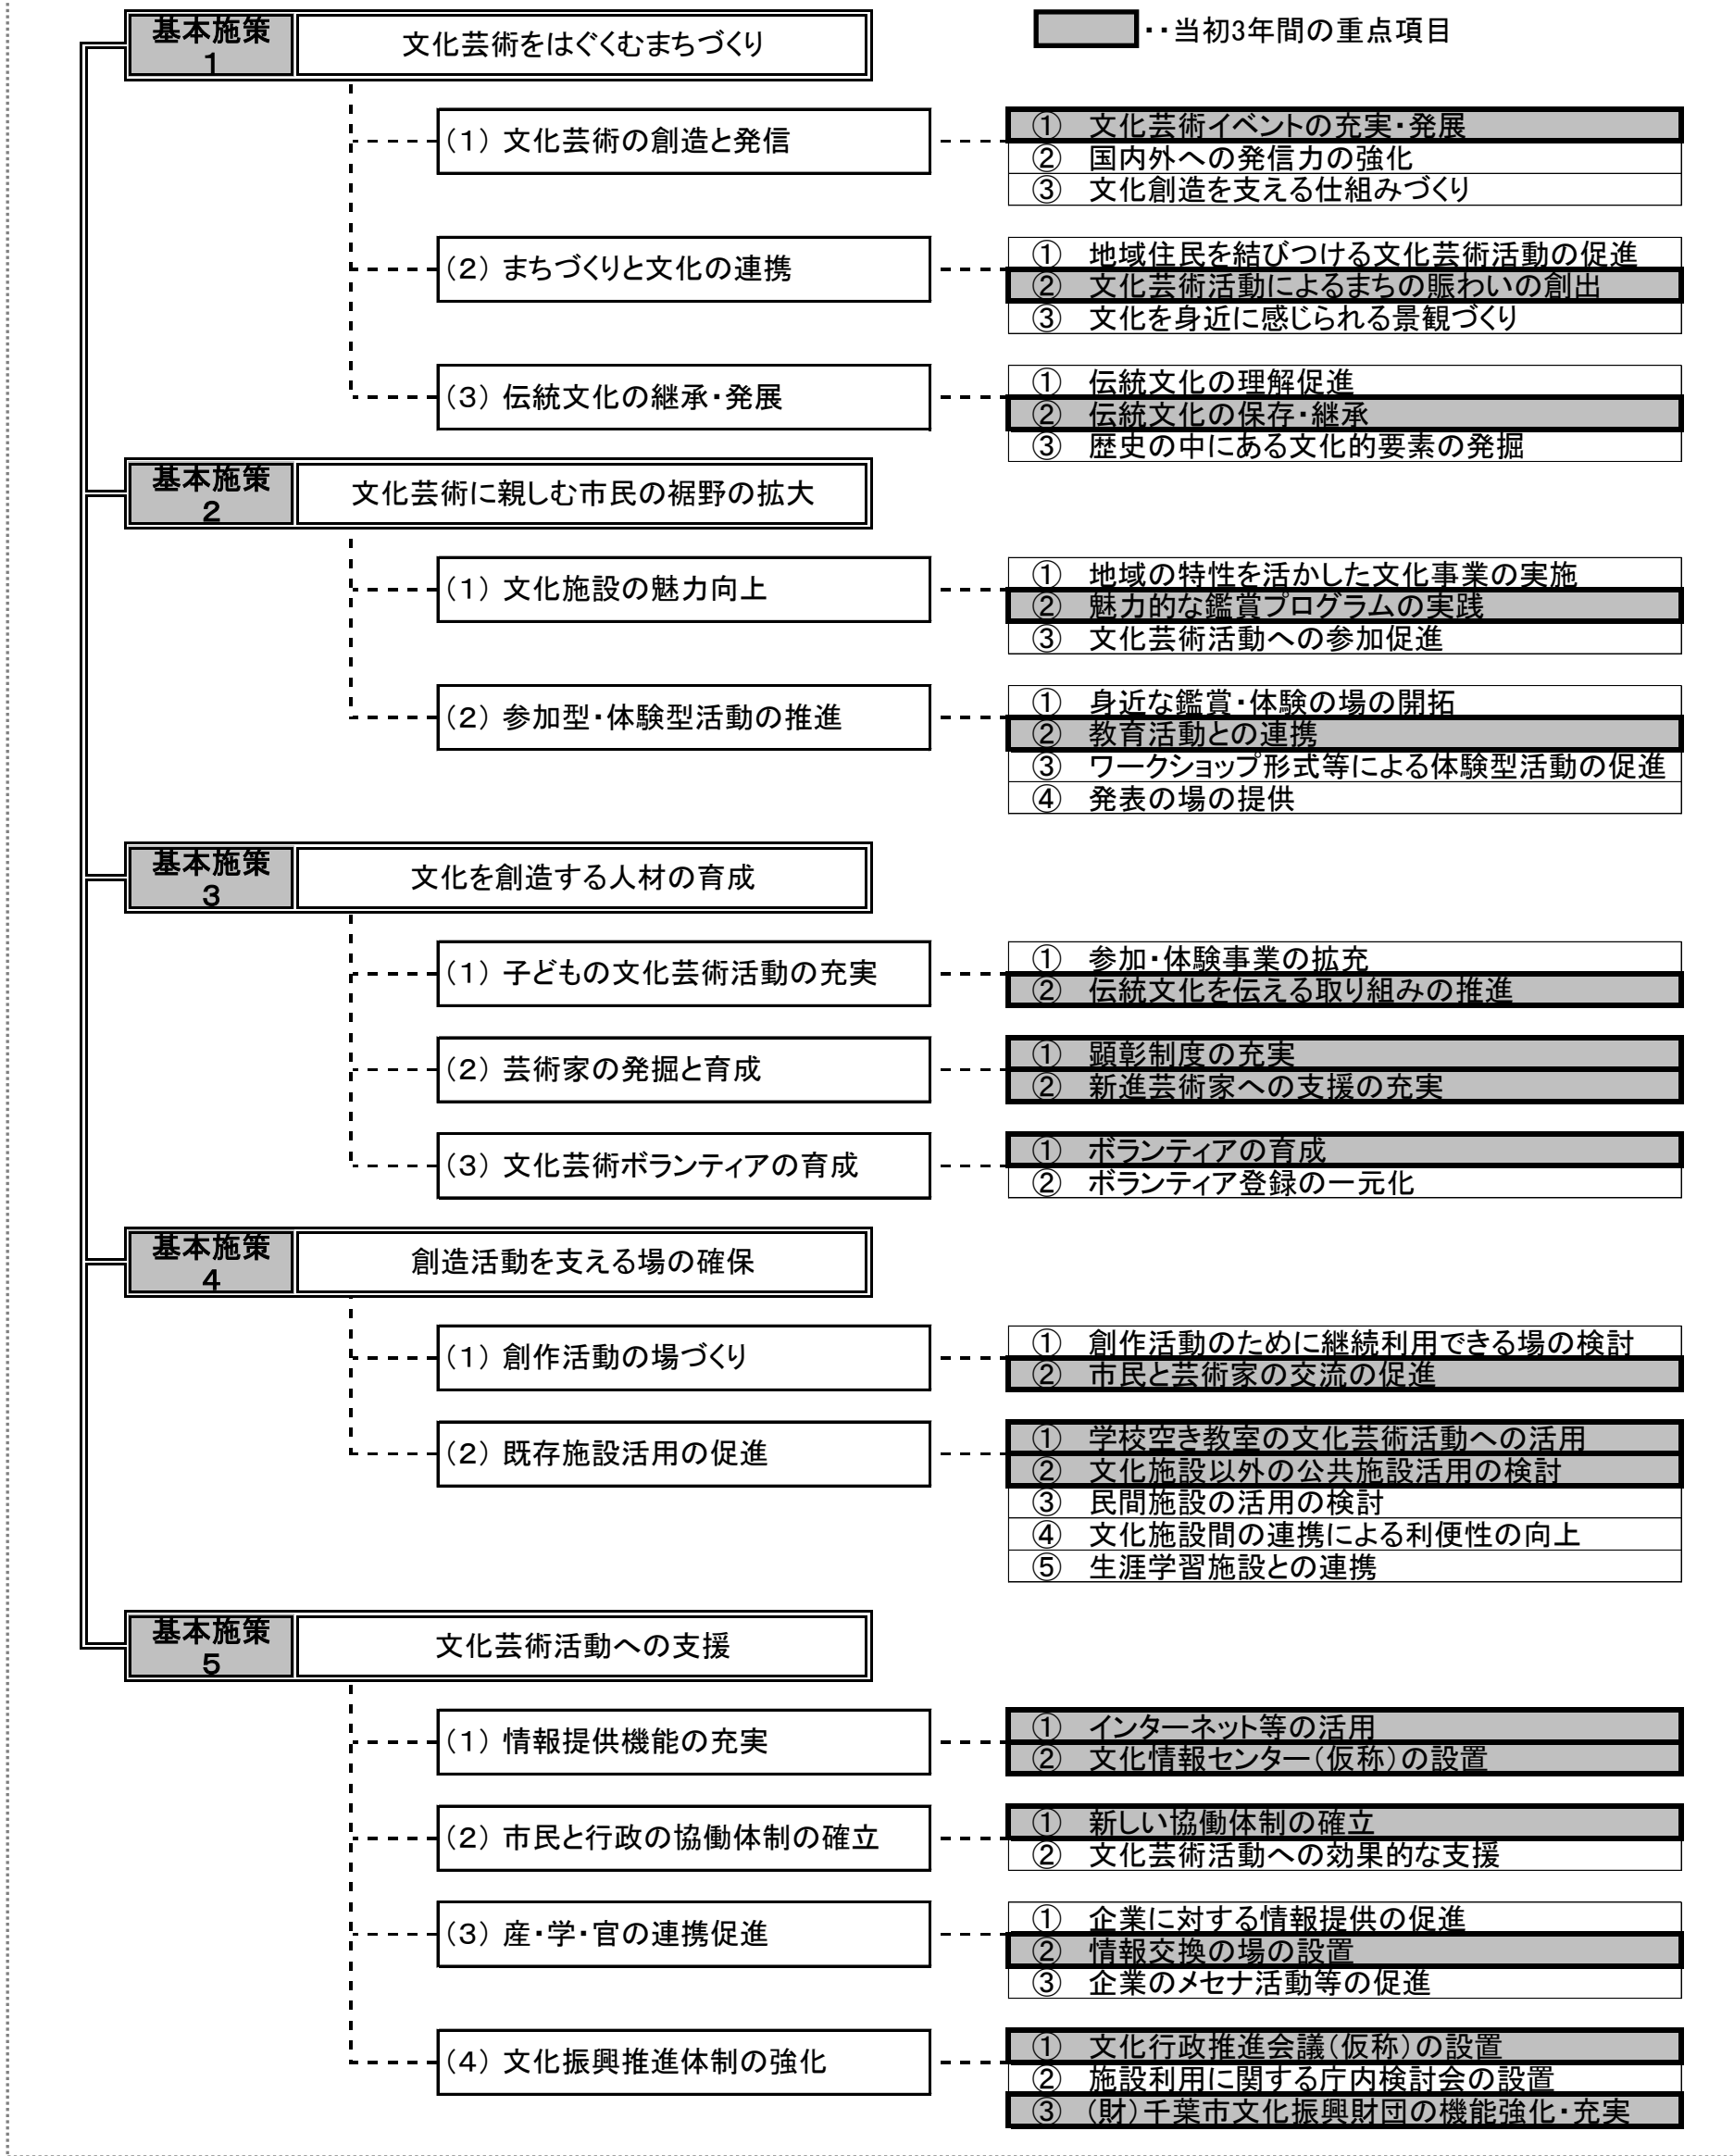 基本施策
1
文化芸術をはぐくむまちづくり
・・当初3年間の重点項目
(1) 文化芸術の創造と発信
① 文化芸術イベントの充実・発展
② 国内外への発信力の強化
③ 文化創造を支える仕組みづくり
(2) まちづくりと文化の連携
① 地域住民を結びつける文化芸術活動の促進
② 文化芸術活動によるまちの賑わいの創出
③ 文化を身近に感じられる景観づくり
(3) 伝統文化の継承・発展
① 伝統文化の理解促進
② 伝統文化の保存・継承
③ 歴史の中にある文化的要素の発掘
基本施策
2
文化芸術に親しむ市民の裾野の拡大
(1) 文化施設の魅力向上
① 地域の特性を活かした文化事業の実施
② 魅力的な鑑賞プログラムの実践
③ 文化芸術活動への参加促進
(2) 参加型・体験型活動の推進
① 身近な鑑賞・体験の場の開拓
② 教育活動との連携
③ ワークショップ形式等による体験型活動の促進
④ 発表の場の提供
基本施策
3
文化を創造する人材の育成
(1) 子どもの文化芸術活動の充実
① 参加・体験事業の拡充
② 伝統文化を伝える取り組みの推進
(2) 芸術家の発掘と育成
① 顕彰制度の充実
② 新進芸術家への支援の充実
(3) 文化芸術ボランティアの育成
① ボランティアの育成
② ボランティア登録の一元化
基本施策
4
創造活動を支える場の確保
(1) 創作活動の場づくり
① 創作活動のために継続利用できる場の検討
② 市民と芸術家の交流の促進
(2) 既存施設活用の促進
① 学校空き教室の文化芸術活動への活用
② 文化施設以外の公共施設活用の検討
③ 民間施設の活用の検討
④ 文化施設間の連携による利便性の向上
⑤ 生涯学習施設との連携
基本施策
5
文化芸術活動への支援
(1) 情報提供機能の充実
① インターネット等の活用
② 文化情報センター(仮称)の設置
(2) 市民と行政の協働体制の確立
① 新しい協働体制の確立
② 文化芸術活動への効果的な支援
(3) 産・学・官の連携促進
① 企業に対する情報提供の促進
② 情報交換の場の設置
③ 企業のメセナ活動等の促進
(4) 文化振興推進体制の強化
① 文化行政推進会議(仮称)の設置
② 施設利用に関する庁内検討会の設置
③ (財)千葉市文化振興財団の機能強化・充実